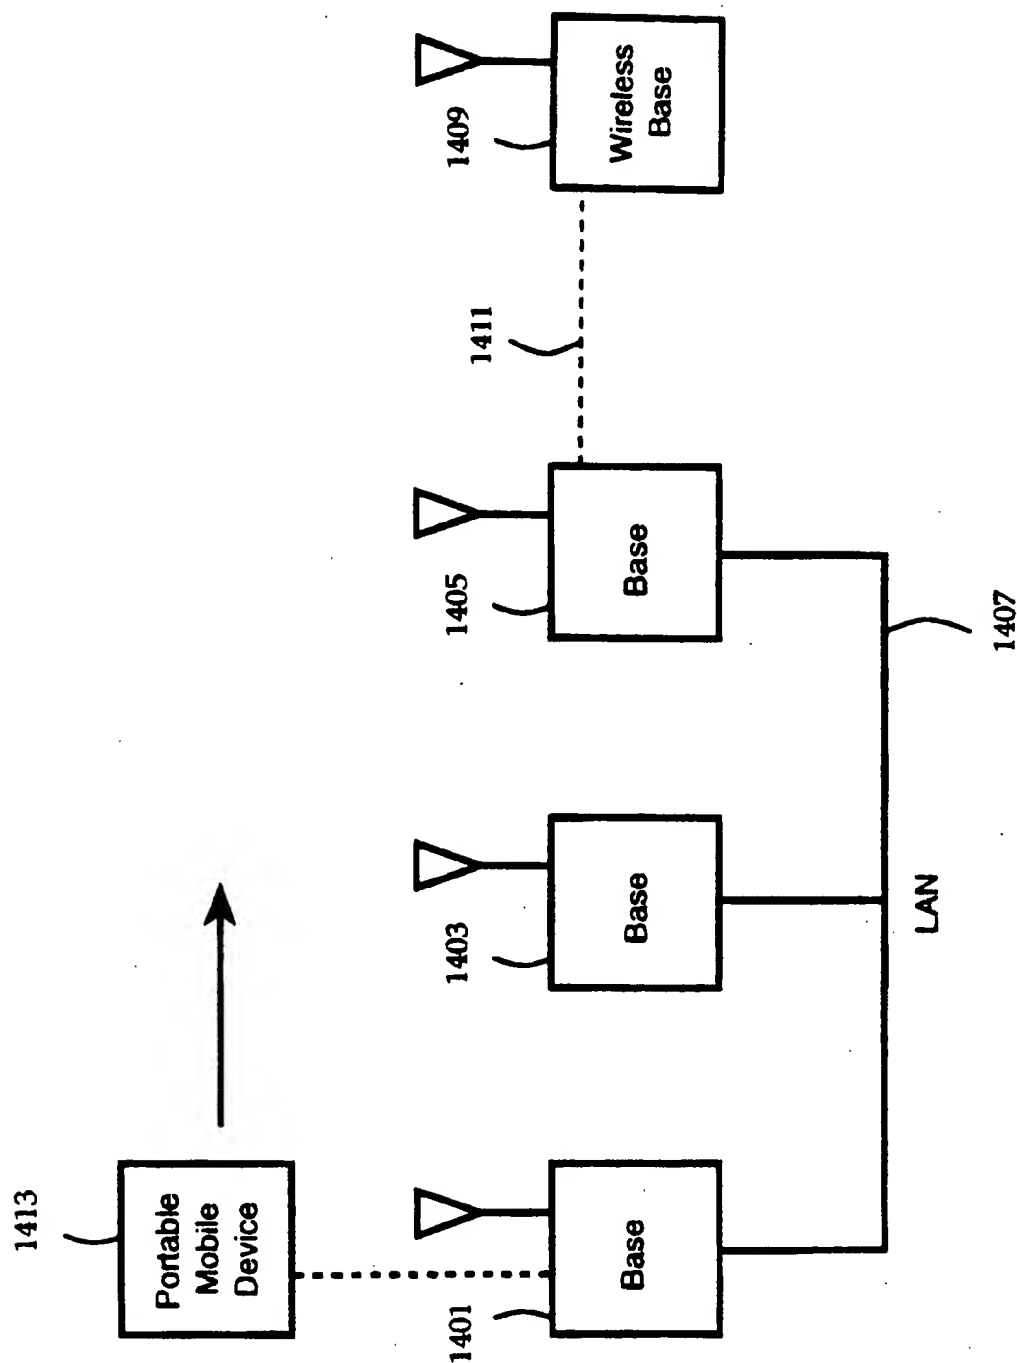 1413
Portable
Mobile
Device
1401
Base
1403
Base
1405
Base
1411
1409
Wireless
Base
LAN
1407